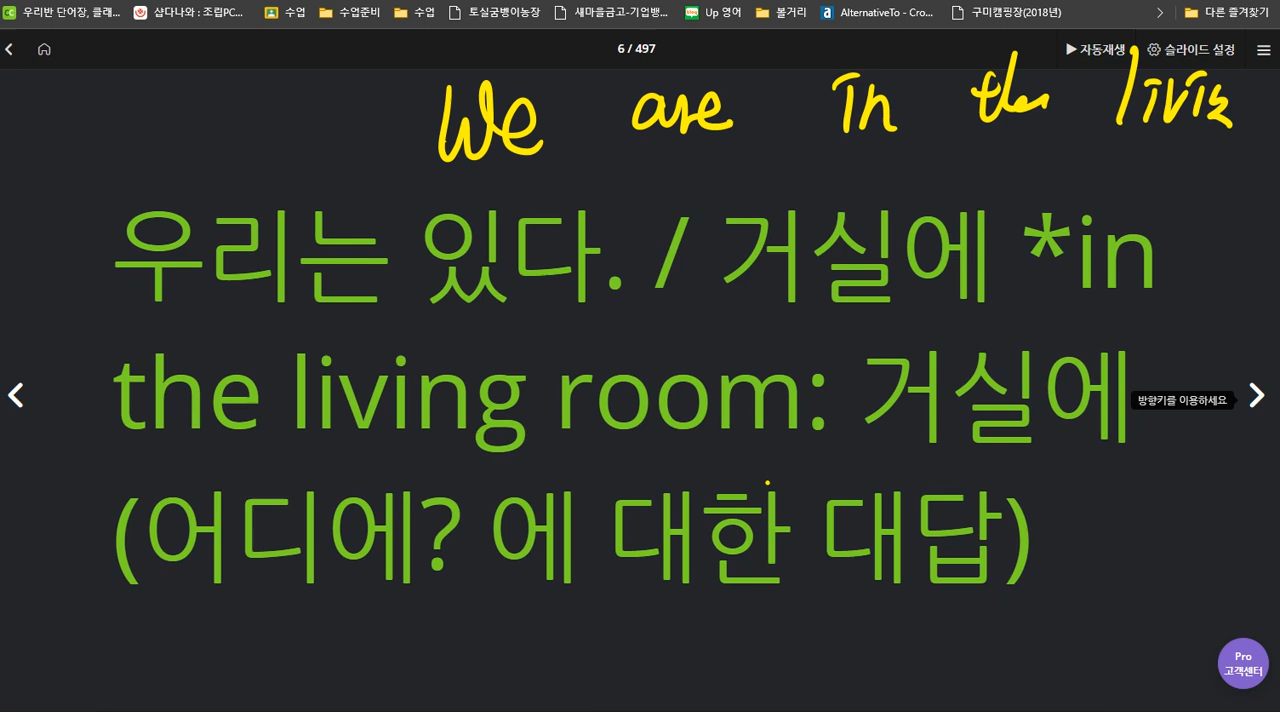 우리반 단어장, 클래... 샵다나와 : 조립PC... 수업 수업준비 수업 토실굼벵이농장 새마을금고-기업뱅... Up 영어 볼거리 AlternativeTo - Cro... 구미캠핑장(2018년) 다른 즐겨찾기
6 / 497 자동재생 슬라이드 설정
We are in the
우리는 있다. / 거실에 *in
the living room: 거실에
방향키를 이용하세요
(어디에? 에 대한 대답)
Pro
고객센터